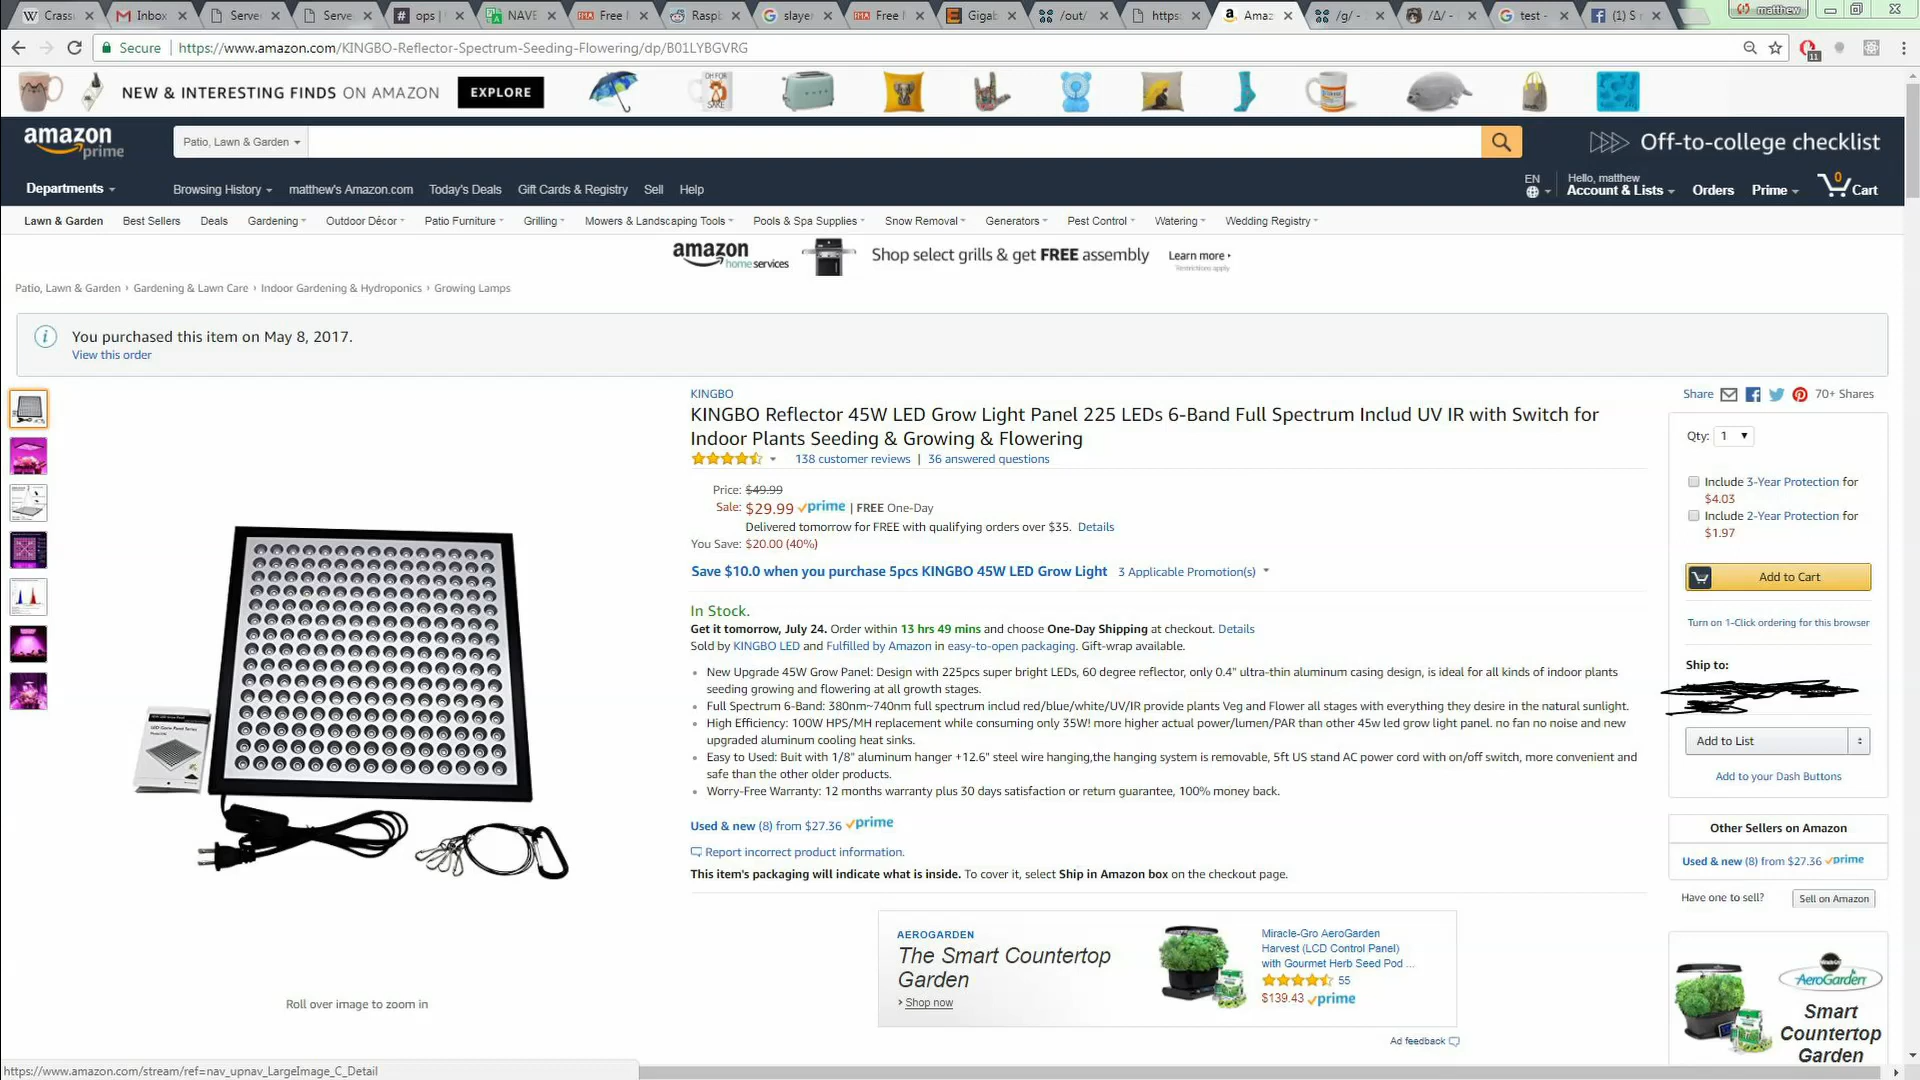 Crass
Inbox
Serve
Serve
ops |
NAVE
Free I
Raspb
slaye
Free I
Gigab
/out/
https
Amaz
/g/ -
/Δ/ -
test -
(1) S
matthew
Secure | https://www.amazon.com/KINGBO-Reflector-Spectrum-Seeding-Flowering/dp/B01LYBGVRG
11
NEW & INTERESTING FINDS ON AMAZON EXPLORE
OH FOR
SAKE
amazon
prime
Patio, Lawn & Garden
Off-to-college checklist
Departments
Browsing History matthew's Amazon.com Today's Deals Gift Cards & Registry Sell Help
EN
Hello, matthew
Account & Lists Orders Prime 0 Cart
Lawn & Garden Best Sellers Deals Gardening Outdoor Décor Patio Furniture Grilling Mowers & Landscaping Tools Pools & Spa Supplies Snow Removal Generators Pest Control Watering Wedding Registry
amazon
home services
Shop select grills & get FREE assembly
Learn more
Restrictions apply
Patio, Lawn & Garden › Gardening & Lawn Care › Indoor Gardening & Hydroponics › Growing Lamps
You purchased this item on May 8, 2017.
View this order
KINGBO
KINGBO Reflector 45W LED Grow Light Panel 225 LEDs 6-Band Full Spectrum Includ UV IR with Switch for
Indoor Plants Seeding & Growing & Flowering
138 customer reviews | 36 answered questions
Price: $49.99
Sale: $29.99 prime | FREE One-Day
Delivered tomorrow for FREE with qualifying orders over $35. Details
You Save: $20.00 (40%)
Save $10.0 when you purchase 5pcs KINGBO 45W LED Grow Light 3 Applicable Promotion(s)
In Stock.
Get it tomorrow, July 24. Order within 13 hrs 49 mins and choose One-Day Shipping at checkout. Details
Sold by KINGBO LED and Fulfilled by Amazon in easy-to-open packaging. Gift-wrap available.
New Upgrade 45W Grow Panel: Design with 225pcs super bright LEDs, 60 degree reflector, only 0.4" ultra-thin aluminum casing design, is ideal for all kinds of indoor plants
seeding growing and flowering at all growth stages.
Full Spectrum 6-Band: 380nm~740nm full spectrum includ red/blue/white/UV/IR provide plants Veg and Flower all stages with everything they desire in the natural sunlight.
High Efficiency: 100W HPS/MH replacement while consuming only 35W! more higher actual power/lumen/PAR than other 45w led grow light panel. no fan no noise and new
upgraded aluminum cooling heat sinks.
Easy to Used: Buit with 1/8" aluminum hanger +12.6" steel wire hanging,the hanging system is removable, 5ft US stand AC power cord with on/off switch, more convenient and
safe than the other older products.
Worry-Free Warranty: 12 months warranty plus 30 days satisfaction or return guarantee, 100% money back.
Used & new (8) from $27.36 prime
Report incorrect product information.
This item's packaging will indicate what is inside. To cover it, select Ship in Amazon box on the checkout page.
Roll over image to zoom in
AEROGARDEN
The Smart Countertop
Garden
› Shop now
Miracle-Gro AeroGarden
Harvest (LCD Control Panel)
with Gourmet Herb Seed Pod ...
55
$139.43 prime
Ad feedback
Share 70+ Shares
Qty: 1
Include 3-Year Protection for
$4.03
Include 2-Year Protection for
$1.97
Add to Cart
Turn on 1-Click ordering for this browser
Ship to:
Add to List
Add to your Dash Buttons
Other Sellers on Amazon
Used & new (8) from $27.36 prime
Have one to sell? Sell on Amazon
AeroGarden
Smart
Countertop
Garden
https://www.amazon.com/stream/ref=nav_upnav_LargeImage_C_Detail